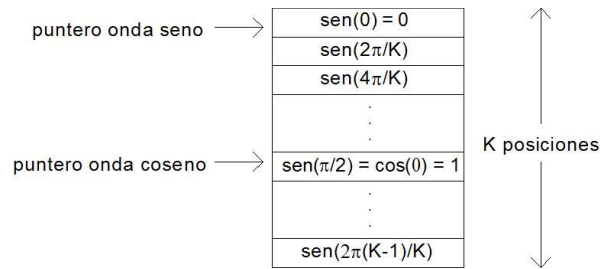 puntero onda seno
sen(0) = 0
sen(2π/K)
sen(4π/K)
.
.
.
puntero onda coseno
sen(π/2) = cos(0) = 1
K posiciones
.
.
.
sen(2π(K-1)/K)